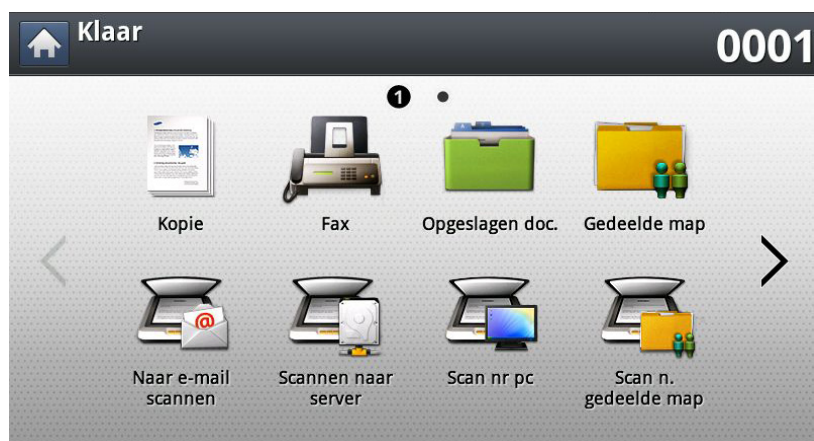 Klaar
0001
1
Kopie
Fax
Opgeslagen doc.
Gedeelde map
Naar e-mail
scannen
Scannen naar
server
Scan nr pc
Scan n.
gedeelde map